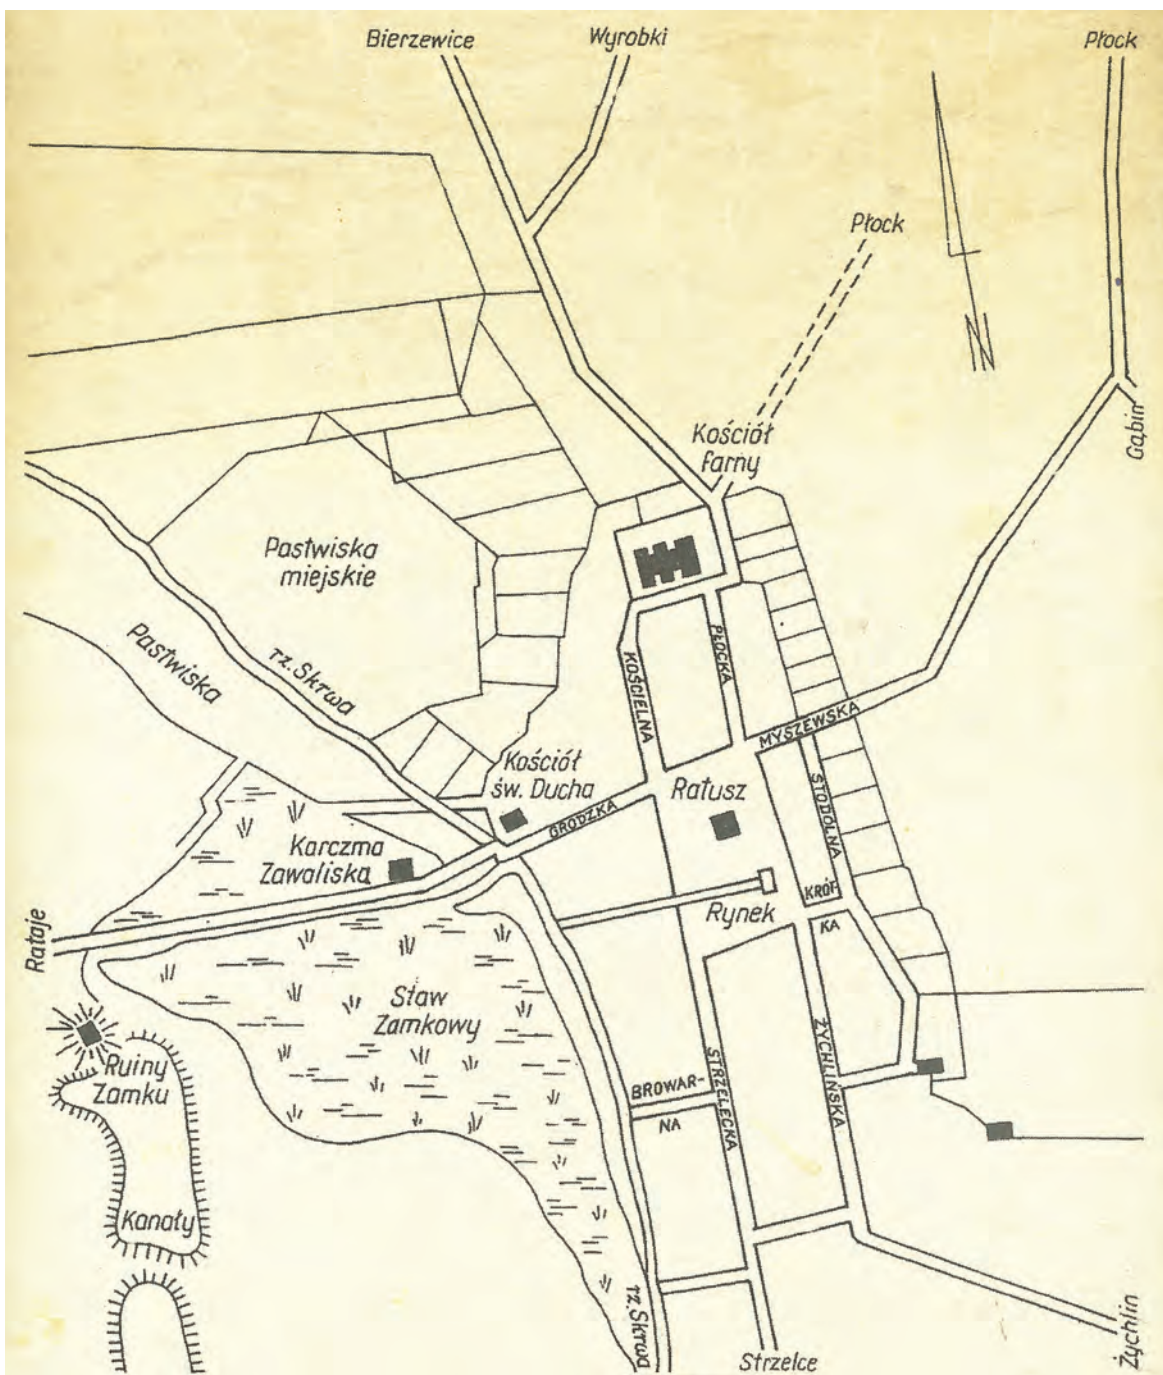 Bierzewice
Wyrobki
Płock
Płock
N
Gąbin
Kościół
farny
Pastwiska
miejskie
Pastwiska
rz. Skrwa
KOŚCIELNA
PŁOCKA
MYSZEWSKA
Kościół
św. Ducha
GRODZKA
Ratusz
STODOLNA
Karczma
Zawaliska
KRÓT-
KA
Rynek
Rataje
Staw
Zamkowy
Ruiny
Zamku
BROWAR-
NA
STRZELECKA
ŻYCHLIŃSKA
Kanały
rz. Skrwa
Strzelce
Żychlin